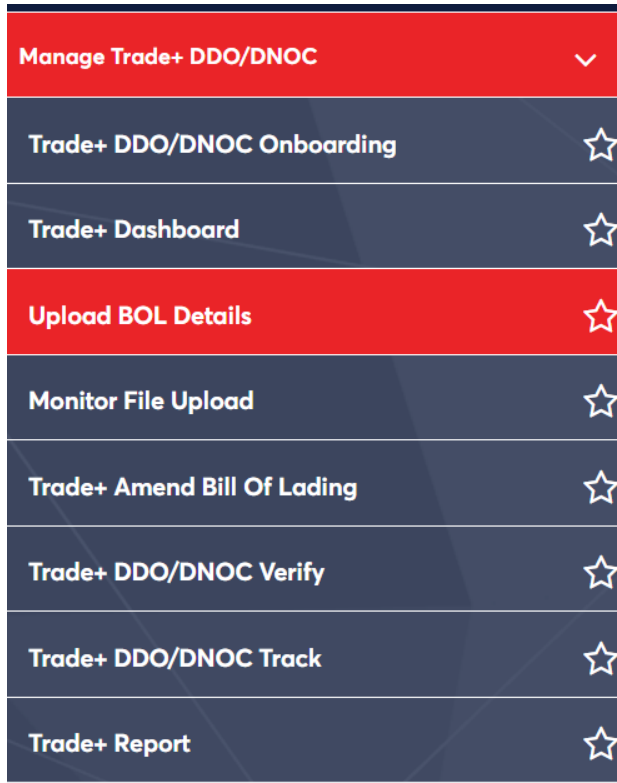 Manage Trade+ DDO/DNOC
Trade+ DDO/DNOC Onboarding
Trade+ Dashboard
Upload BOL Details
Monitor File Upload
Trade+ Amend Bill Of Lading
Trade+ DDO/DNOC Verify
Trade+ DDO/DNOC Track
Trade+ Report